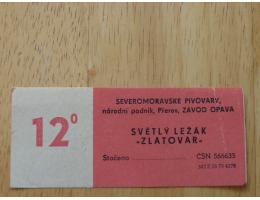 12°
SEVEROMORAVSKÉ PIVOVARY,
národní podnik, Přerov, ZÁVOD OPAVA
SVĚTLÝ LEŽÁK
-ZLATOVAR-
Stočeno ČSN 566635